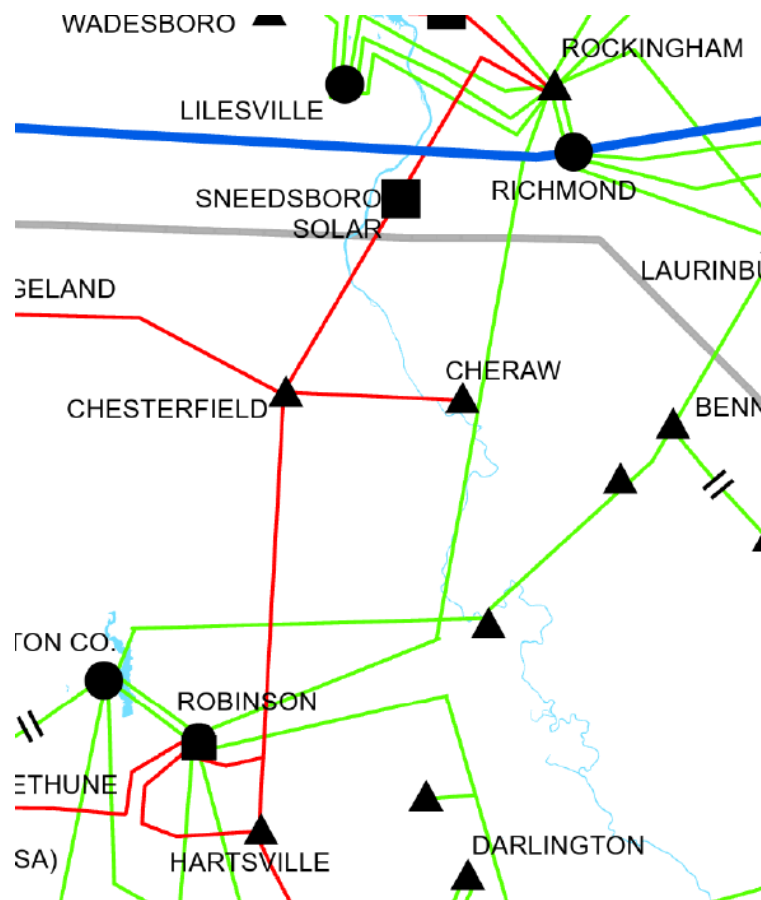 WADESBORO
ROCKINGHAM
LILESVILLE
SNEEDSBORO
SOLAR
RICHMOND
LAURINBU
GELAND
CHERAW
CHESTERFIELD
BENN
TON CO.
ROBINSON
ETHUNE
DARLINGTON
SA)
HARTSVILLE